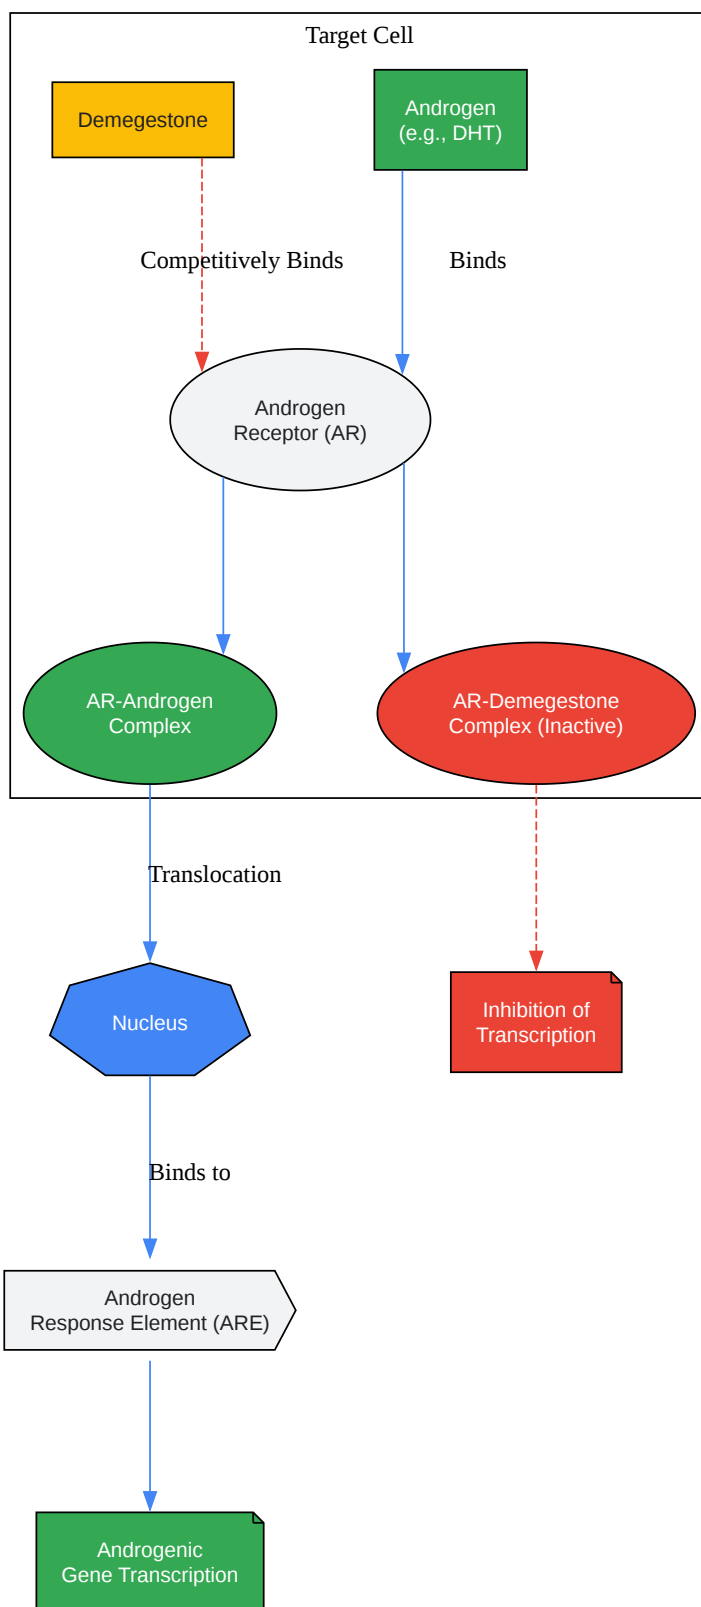 Target Cell
Demegestone
Androgen
(e.g., DHT)
Competitively Binds
Binds
Androgen
Receptor (AR)
AR-Androgen
Complex
AR-Demegestone
Complex (Inactive)
Translocation
Nucleus
Inhibition of
Transcription
Binds to
Androgen
Response Element (ARE)
Androgenic
Gene Transcription